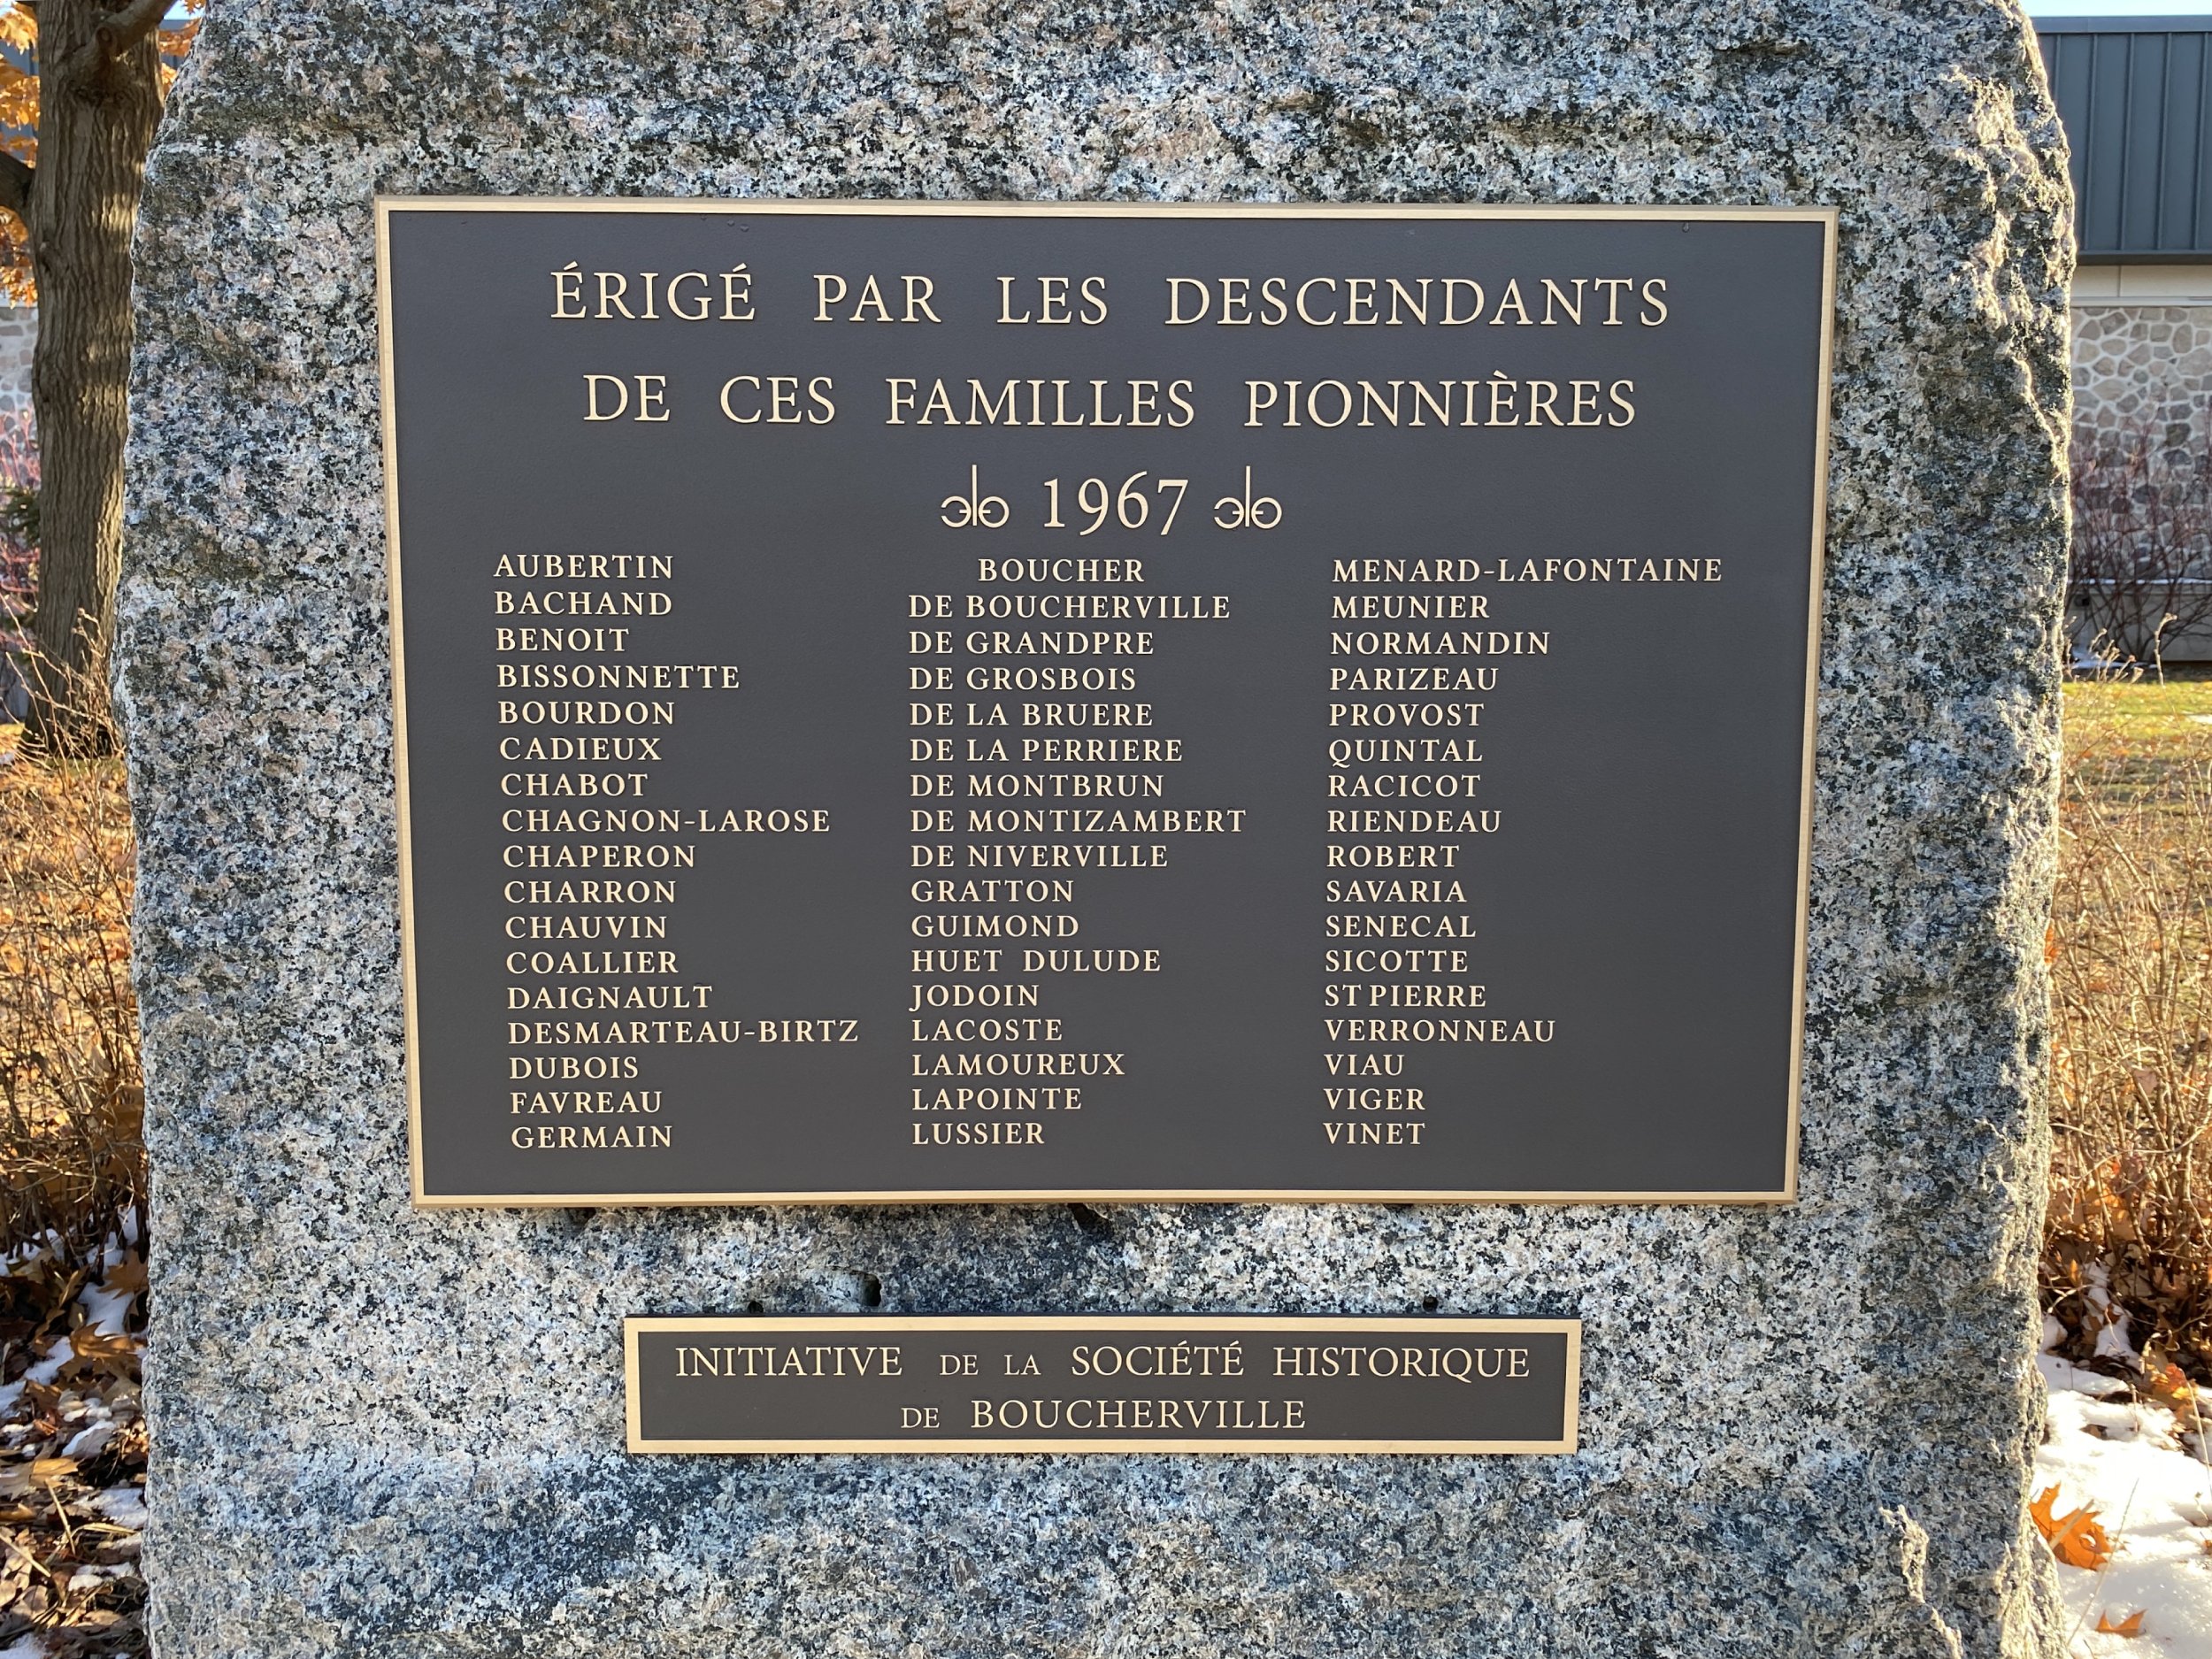 ÉRIGÉ PAR LES DESCENDANTS
DE CES FAMILLES PIONNIÈRES
1967
AUBERTIN
BACHAND
BENOIT
BISSONNETTE
BOURDON
CADIEUX
CHABOT
CHAGNON-LAROSE
CHAPERON
CHARRON
CHAUVIN
COALLIER
DAIGNAULT
DESMARTEAU-BIRTZ
DUBOIS
FAVREAU
GERMAIN
BOUCHER
DE BOUCHERVILLE
DE GRANDPRE
DE GROSBOIS
DE LA BRUERE
DE LA PERRIERE
DE MONTBRUN
DE MONTIZAMBERT
DE NIVERVILLE
GRATTON
GUIMOND
HUET DULUDE
JODOIN
LACOSTE
LAMOUREUX
LAPOINTE
LUSSIER
MENARD-LAFONTAINE
MEUNIER
NORMANDIN
PARIZEAU
PROVOST
QUINTAL
RACICOT
RIENDEAU
ROBERT
SAVARIA
SENECAL
SICOTTE
ST PIERRE
VERRONNEAU
VIAU
VIGER
VINET
INITIATIVE DE LA SOCIÉTÉ HISTORIQUE
DE BOUCHERVILLE